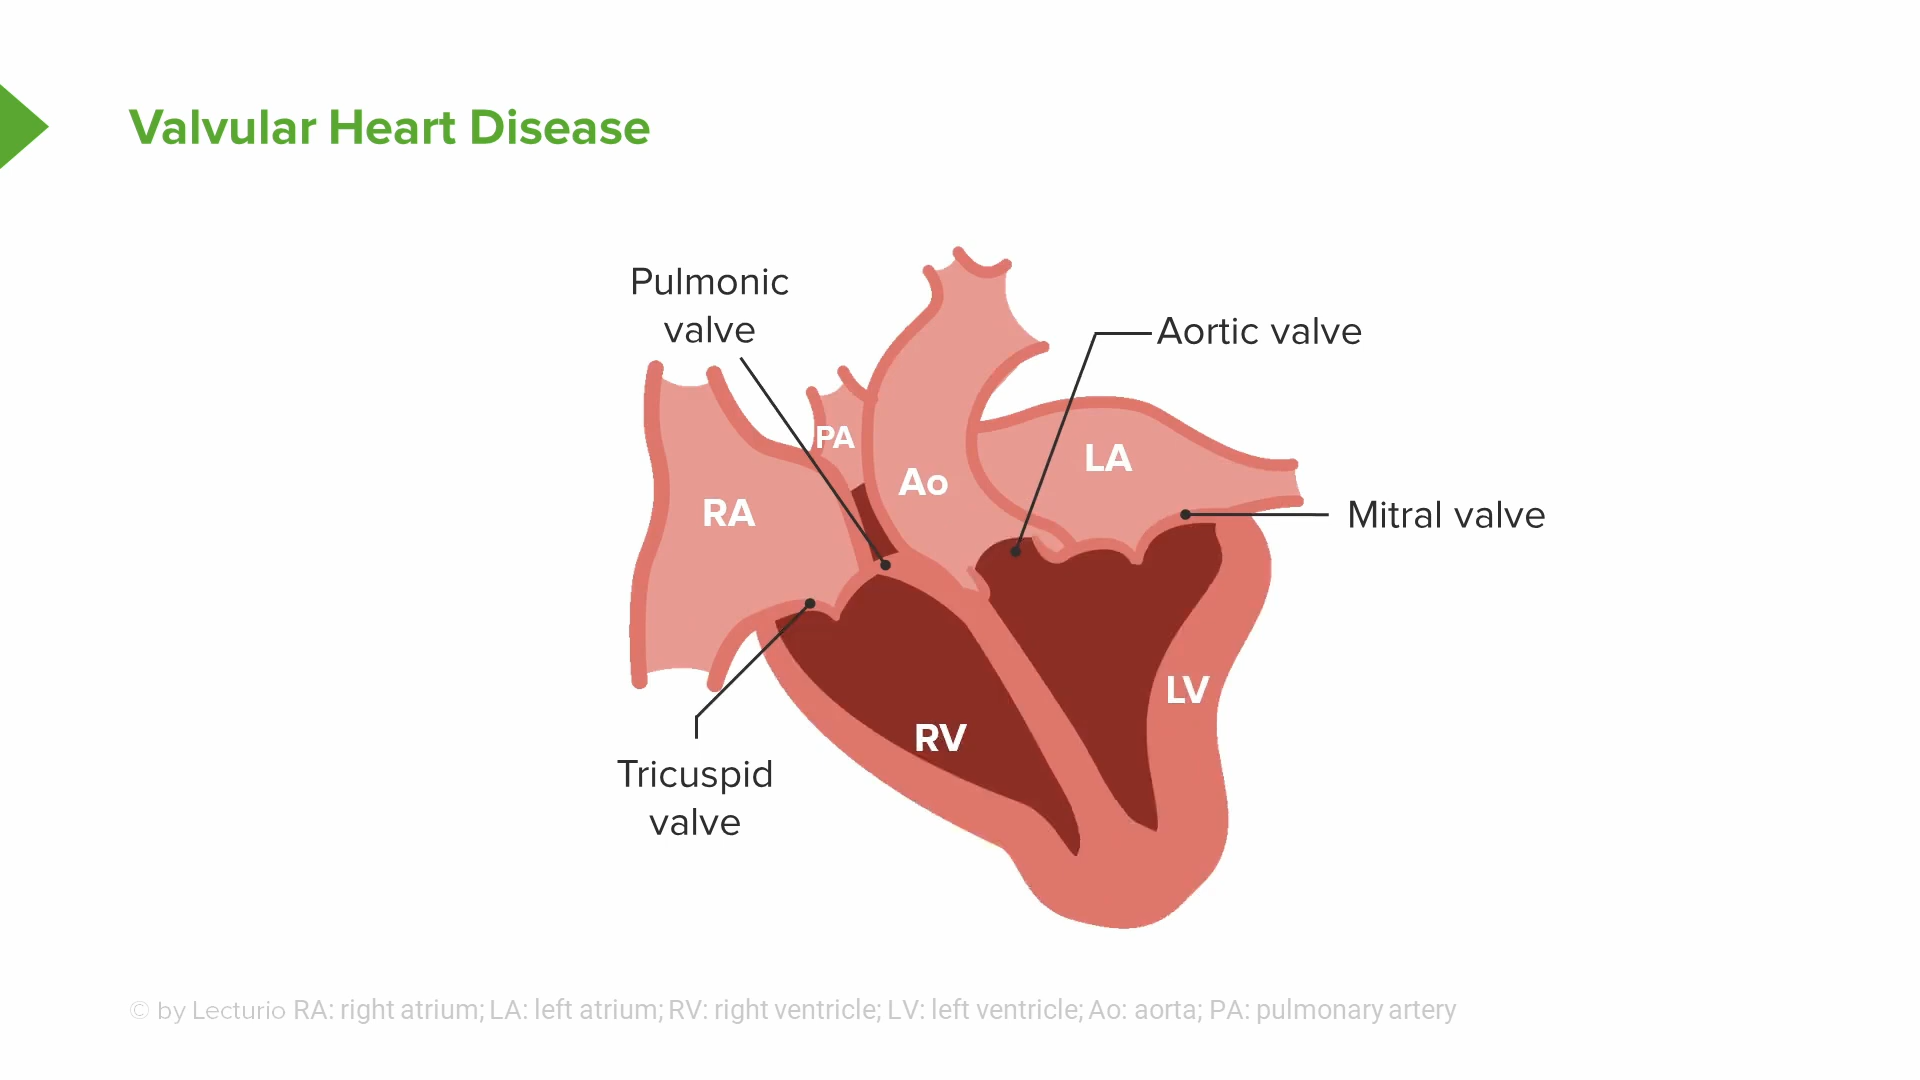 Valvular Heart Disease
Pulmonic
valve
Aortic valve
PA
LA
Ao
RA
Mitral valve
LV
RV
Tricuspid
valve
© by Lecturio RA: right atrium; LA: left atrium; RV: right ventricle; LV: left ventricle; Ao: aorta; PA: pulmonary artery